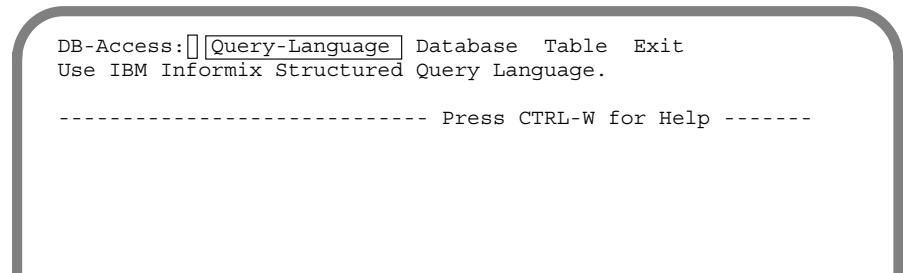 DB-Access: Query-Language Database Table Exit
Use IBM Informix Structured Query Language.
----------------------------- Press CTRL-W for Help -------